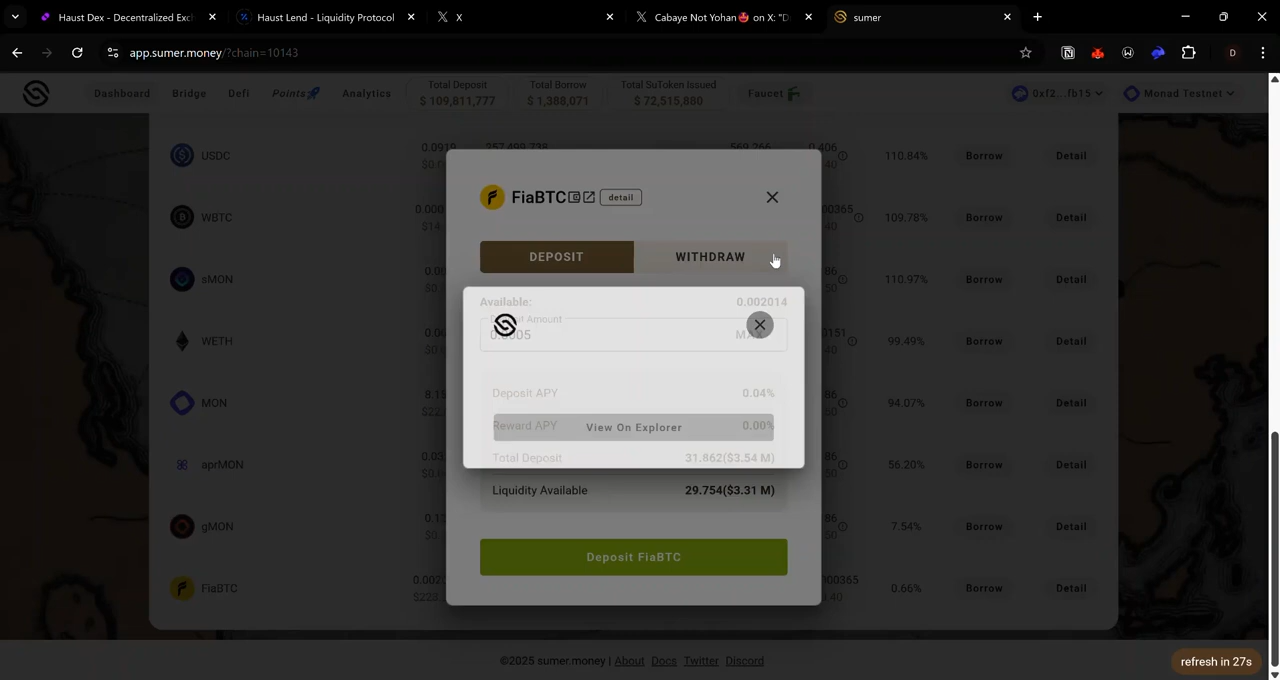 Haust Dex - Decentralized Exc
Haust Lend - Liquidity Protocol
X
Cabaye Not Yohan on X: "D
sumer
app.sumer.money/?chain=10143
D
Dashboard
Bridge
Defi
Points
Analytics
Total Deposit
$ 109,811,777
Total Borrow
$ 1,388,071
Total SuToken Issued
$ 72,515,880
Faucet
0xf2...fb15
Monad Testnet
USDC
110.84%
Borrow
Detail
WBTC
109.78%
Borrow
Detail
sMON
110.97%
Borrow
Detail
WETH
99.49%
Borrow
Detail
MON
94.07%
Borrow
Detail
aprMON
56.20%
Borrow
Detail
gMON
7.54%
Borrow
Detail
FiaBTC
0.66%
Borrow
Detail
FiaBTC
detail
DEPOSIT
WITHDRAW
Available:
0.002014
0.0005
Deposit APY
0.04%
Reward APY
0.00%
View On Explorer
Total Deposit
31.862($3.54 M)
Liquidity Available
29.754($3.31 M)
Deposit FiaBTC
©2025 sumer.money | About Docs Twitter Discord
refresh in 27s